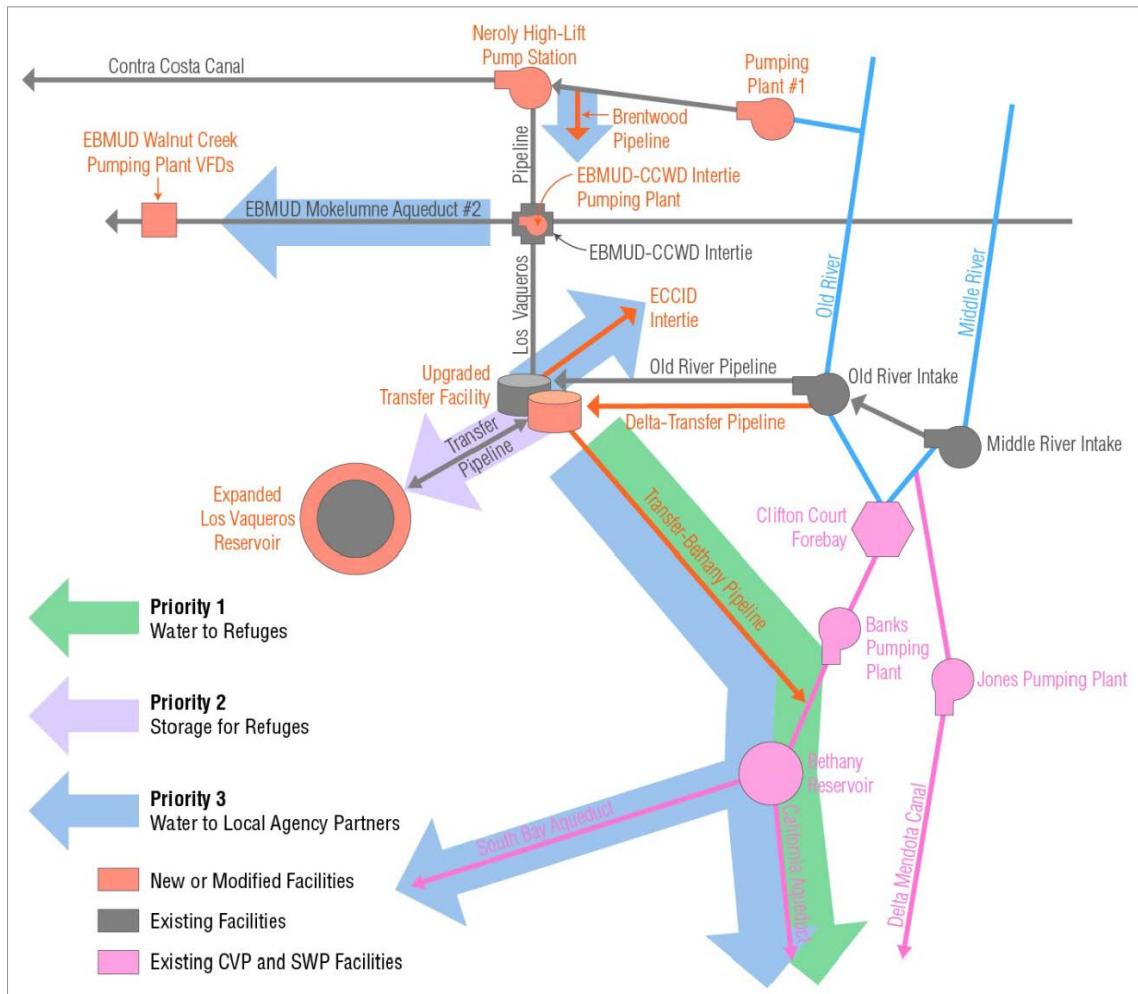 Neroly High-Lift
Pump Station
Contra Costa Canal
Pumping
Plant #1
Brentwood
Pipeline
EBMUD Walnut Creek
Pumping Plant VFDs
Pipeline
EBMUD-CCWD Intertie
Pumping Plant
EBMUD Mokelumne Aqueduct #2
EBMUD-CCWD Intertie
Old River
Middle River
Los Vaqueros
ECCID
Intertie
Upgraded
Transfer Facility
Old River Pipeline
Old River Intake
Delta-Transfer Pipeline
Transfer
Pipeline
Middle River Intake
Expanded
Los Vaqueros
Reservoir
Transfer-Bethany Pipeline
Clifton Court
Forebay
Priority 1
Water to Refuges
Banks
Pumping
Plant
Jones Pumping Plant
Priority 2
Storage for Refuges
Bethany
Reservoir
Priority 3
Water to Local Agency Partners
South Bay Aqueduct
California Aqueduct
Delta Mendota Canal
New or Modified Facilities
Existing Facilities
Existing CVP and SWP Facilities